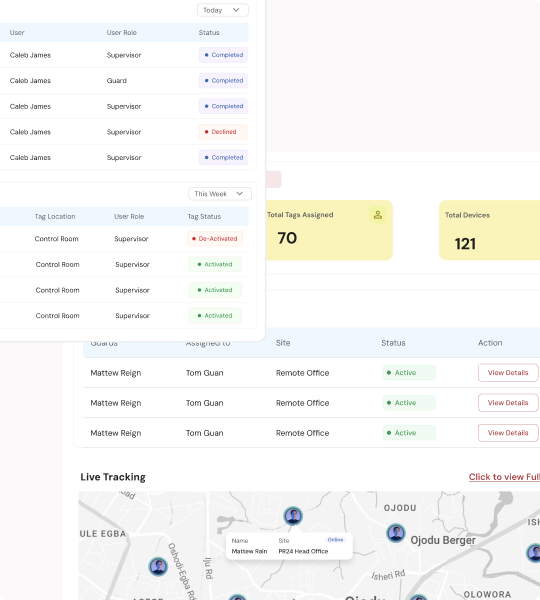 Today
User User Role Status
Caleb James Supervisor Completed
Caleb James Guard Completed
Caleb James Supervisor Completed
Caleb James Supervisor Declined
Caleb James Supervisor Completed
This Week
Tag Location User Role Tag Status
Control Room Supervisor De-Activated
Control Room Supervisor Activated
Control Room Supervisor Activated
Control Room Supervisor Activated
Total Tags Assigned
70
Total Devices
121
Guards Assigned to Site Status Action
Mattew Reign Tom Guan Remote Office Active View Details
Mattew Reign Tom Guan Remote Office Active View Details
Mattew Reign Tom Guan Remote Office Active View Details
Live Tracking
Click to view Full
OJODU
ULE EGBA
Name Site Online
Mattew Rain PR24 Head Office
Ojodu Berger
Oshodi-Egba Rd
Iju Rd
Isheri Rd
OLOWORA